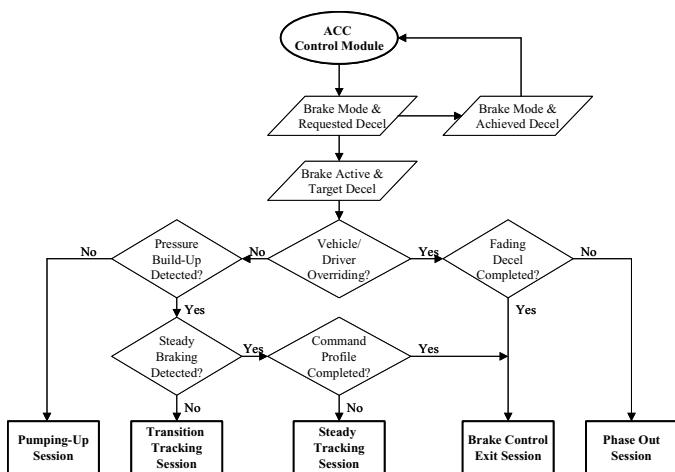 ACC
Control Module
Brake Mode &
Requested Decel
Brake Mode &
Achieved Decel
Brake Active &
Target Decel
Pressure
Build-Up
Detected?
Vehicle/
Driver
Overriding?
Fading
Decel
Completed?
No
No
Yes
No
Yes
Yes
Steady
Braking
Detected?
Yes
Command
Profile
Completed?
Yes
No
No
Pumping-Up
Session
Transition
Tracking
Session
Steady
Tracking
Session
Brake Control
Exit Session
Phase Out
Session